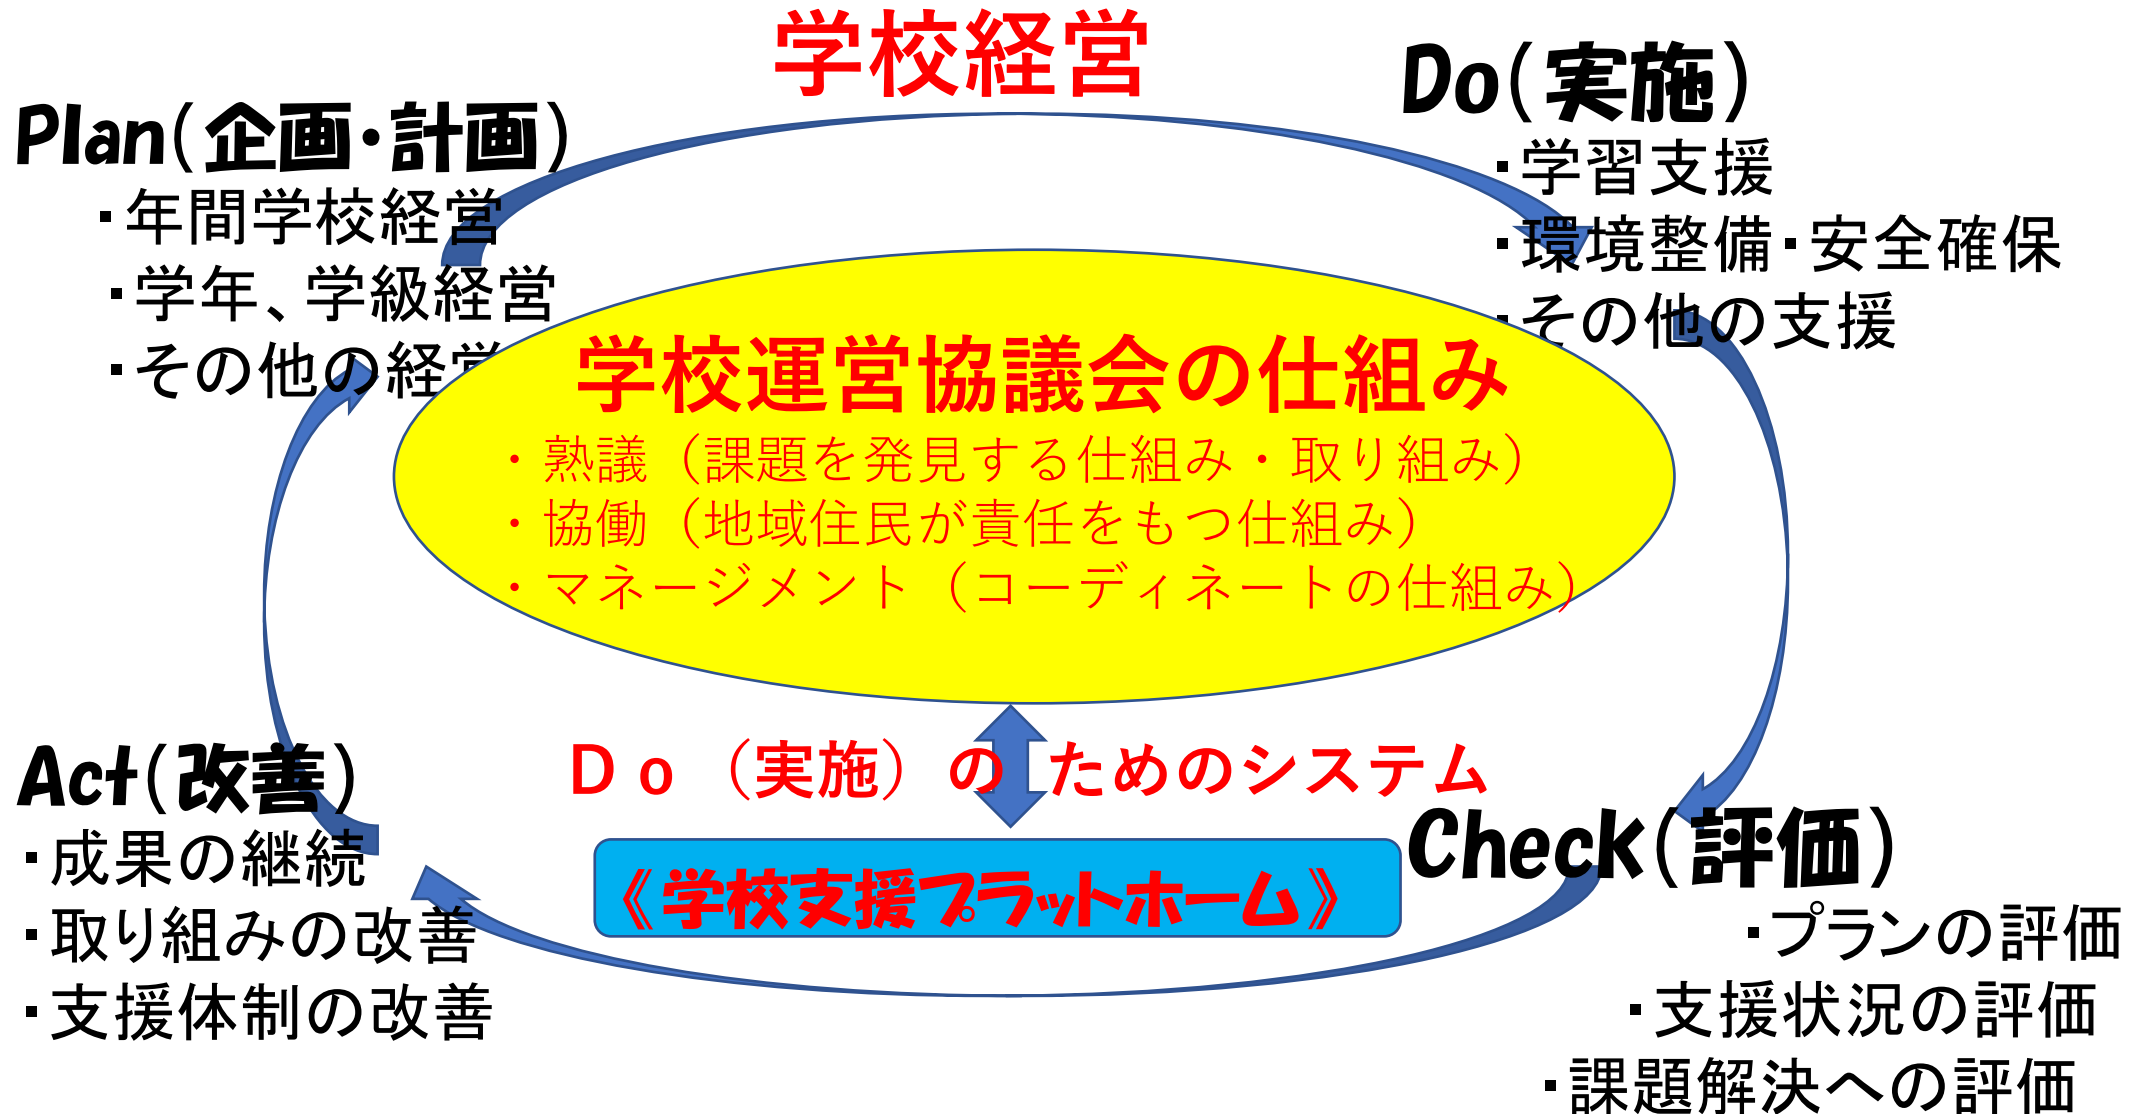 学校経営
Plan(企画・計画)
・年間学校経営
・学年、学級経営
・その他の経営
Do(実施)
・学習支援
・環境整備・安全確保
・その他の支援
学校運営協議会の仕組み
・熟議（課題を発見する仕組み・取り組み）
・協働（地域住民が責任をもつ仕組み）
・マネージメント（コーディネートの仕組み）
Ｄｏ（実施）の ためのシステム
《学校支援プラットホーム》
Act(改善)
・成果の継続
・取り組みの改善
・支援体制の改善
Check(評価)
・プランの評価
・支援状況の評価
・課題解決への評価